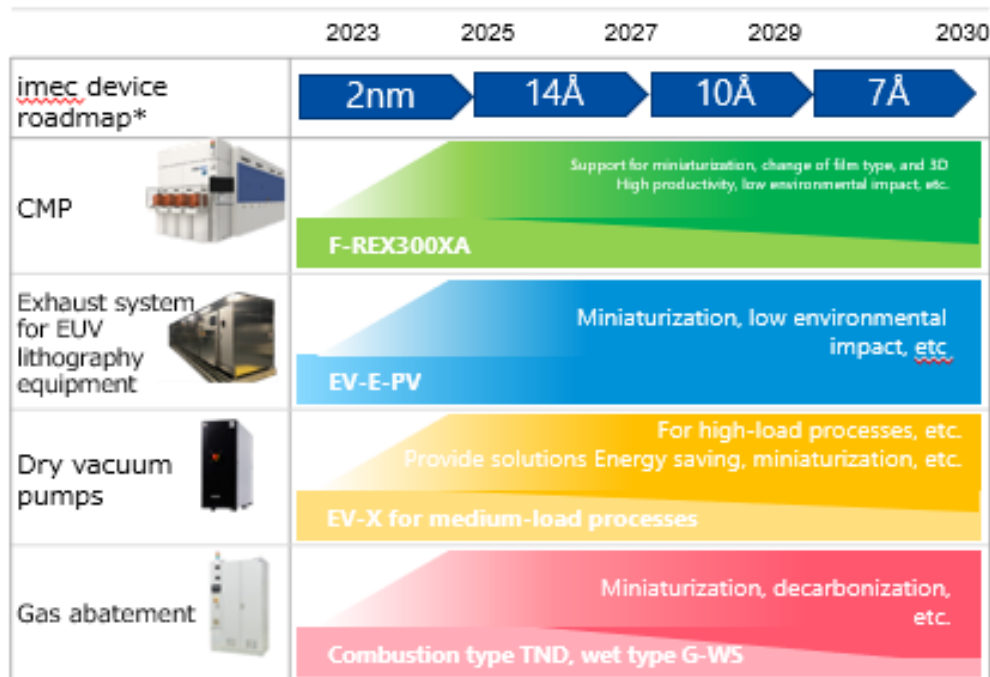 2023 2025 2027 2029 2030
imec device
roadmap*
2nm 14Å 10Å 7Å
CMP
Support for miniaturization, change of film type, and 3D
High productivity, low environmental impact, etc.
F-REX300XA
Exhaust system
for EUV
lithography
equipment
Miniaturization, low environmental
impact, etc
EV-E-PV
Dry vacuum
pumps
For high-load processes, etc.
Provide solutions Energy saving, miniaturization, etc.
EV-X for medium-load processes
Gas abatement
Miniaturization, decarbonization,
etc.
Combustion type TND, wet type G-WS